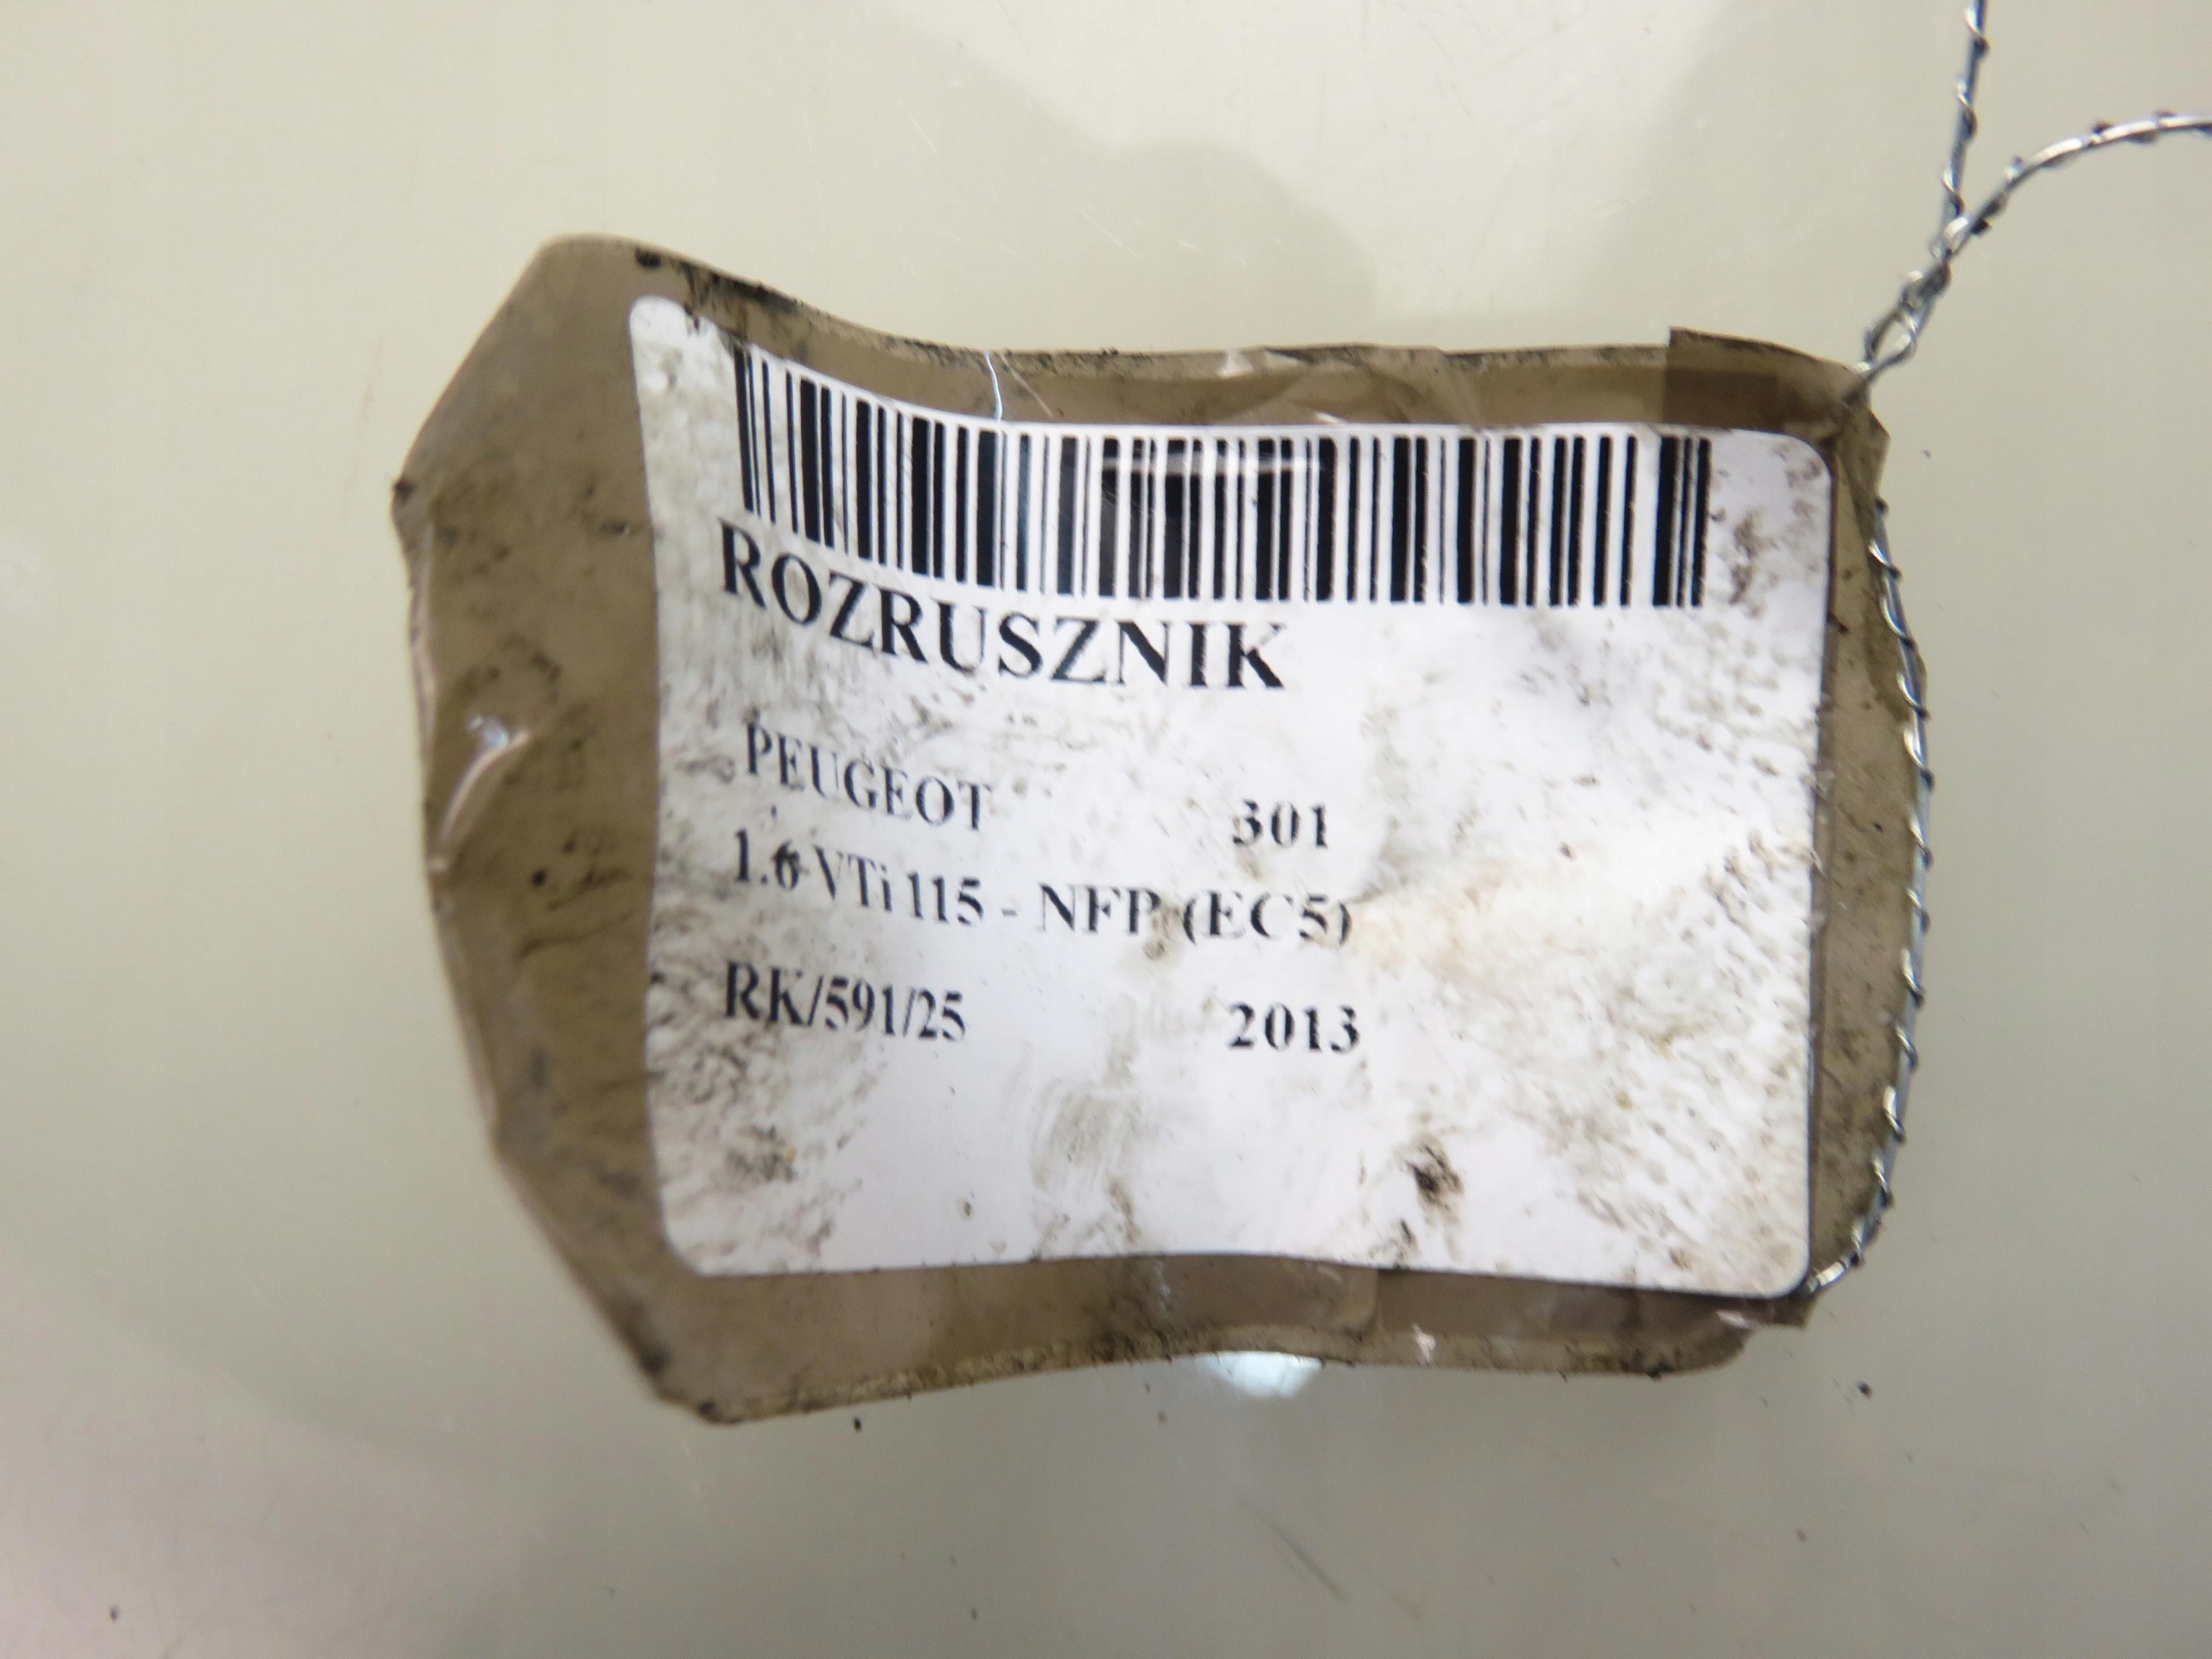 ROZRUSZNIK
PEUGEOT 301
1.6 VTi 115 - NFP (EC5)
RK/591/25 2013